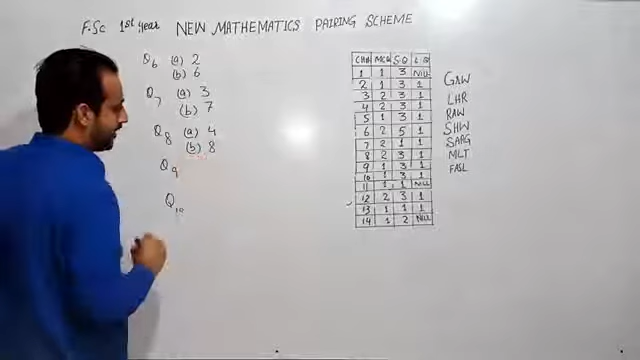 F.Sc 1st year NEW MATHEMATICS PAIRING SCHEME
Q6 (a) 2
(b) 6
Q7 (a) 3
(b) 7
Q8 (a) 4
(b) 8
Q9
Q10
CH# MCQ S.Q L.Q
1 1 3 NILL
2 1 3 1
3 2 3 1
4 2 3 1
5 1 3 1
6 2 5 1
7 2 1 1
8 2 3 1
9 1 3 1
10 1 3 1
11 1 1 NILL
12 2 3 1
13 1 1 1
14 1 2 NILL
GRW
LHR
RAW
SHW
SARG
MLT
FASL